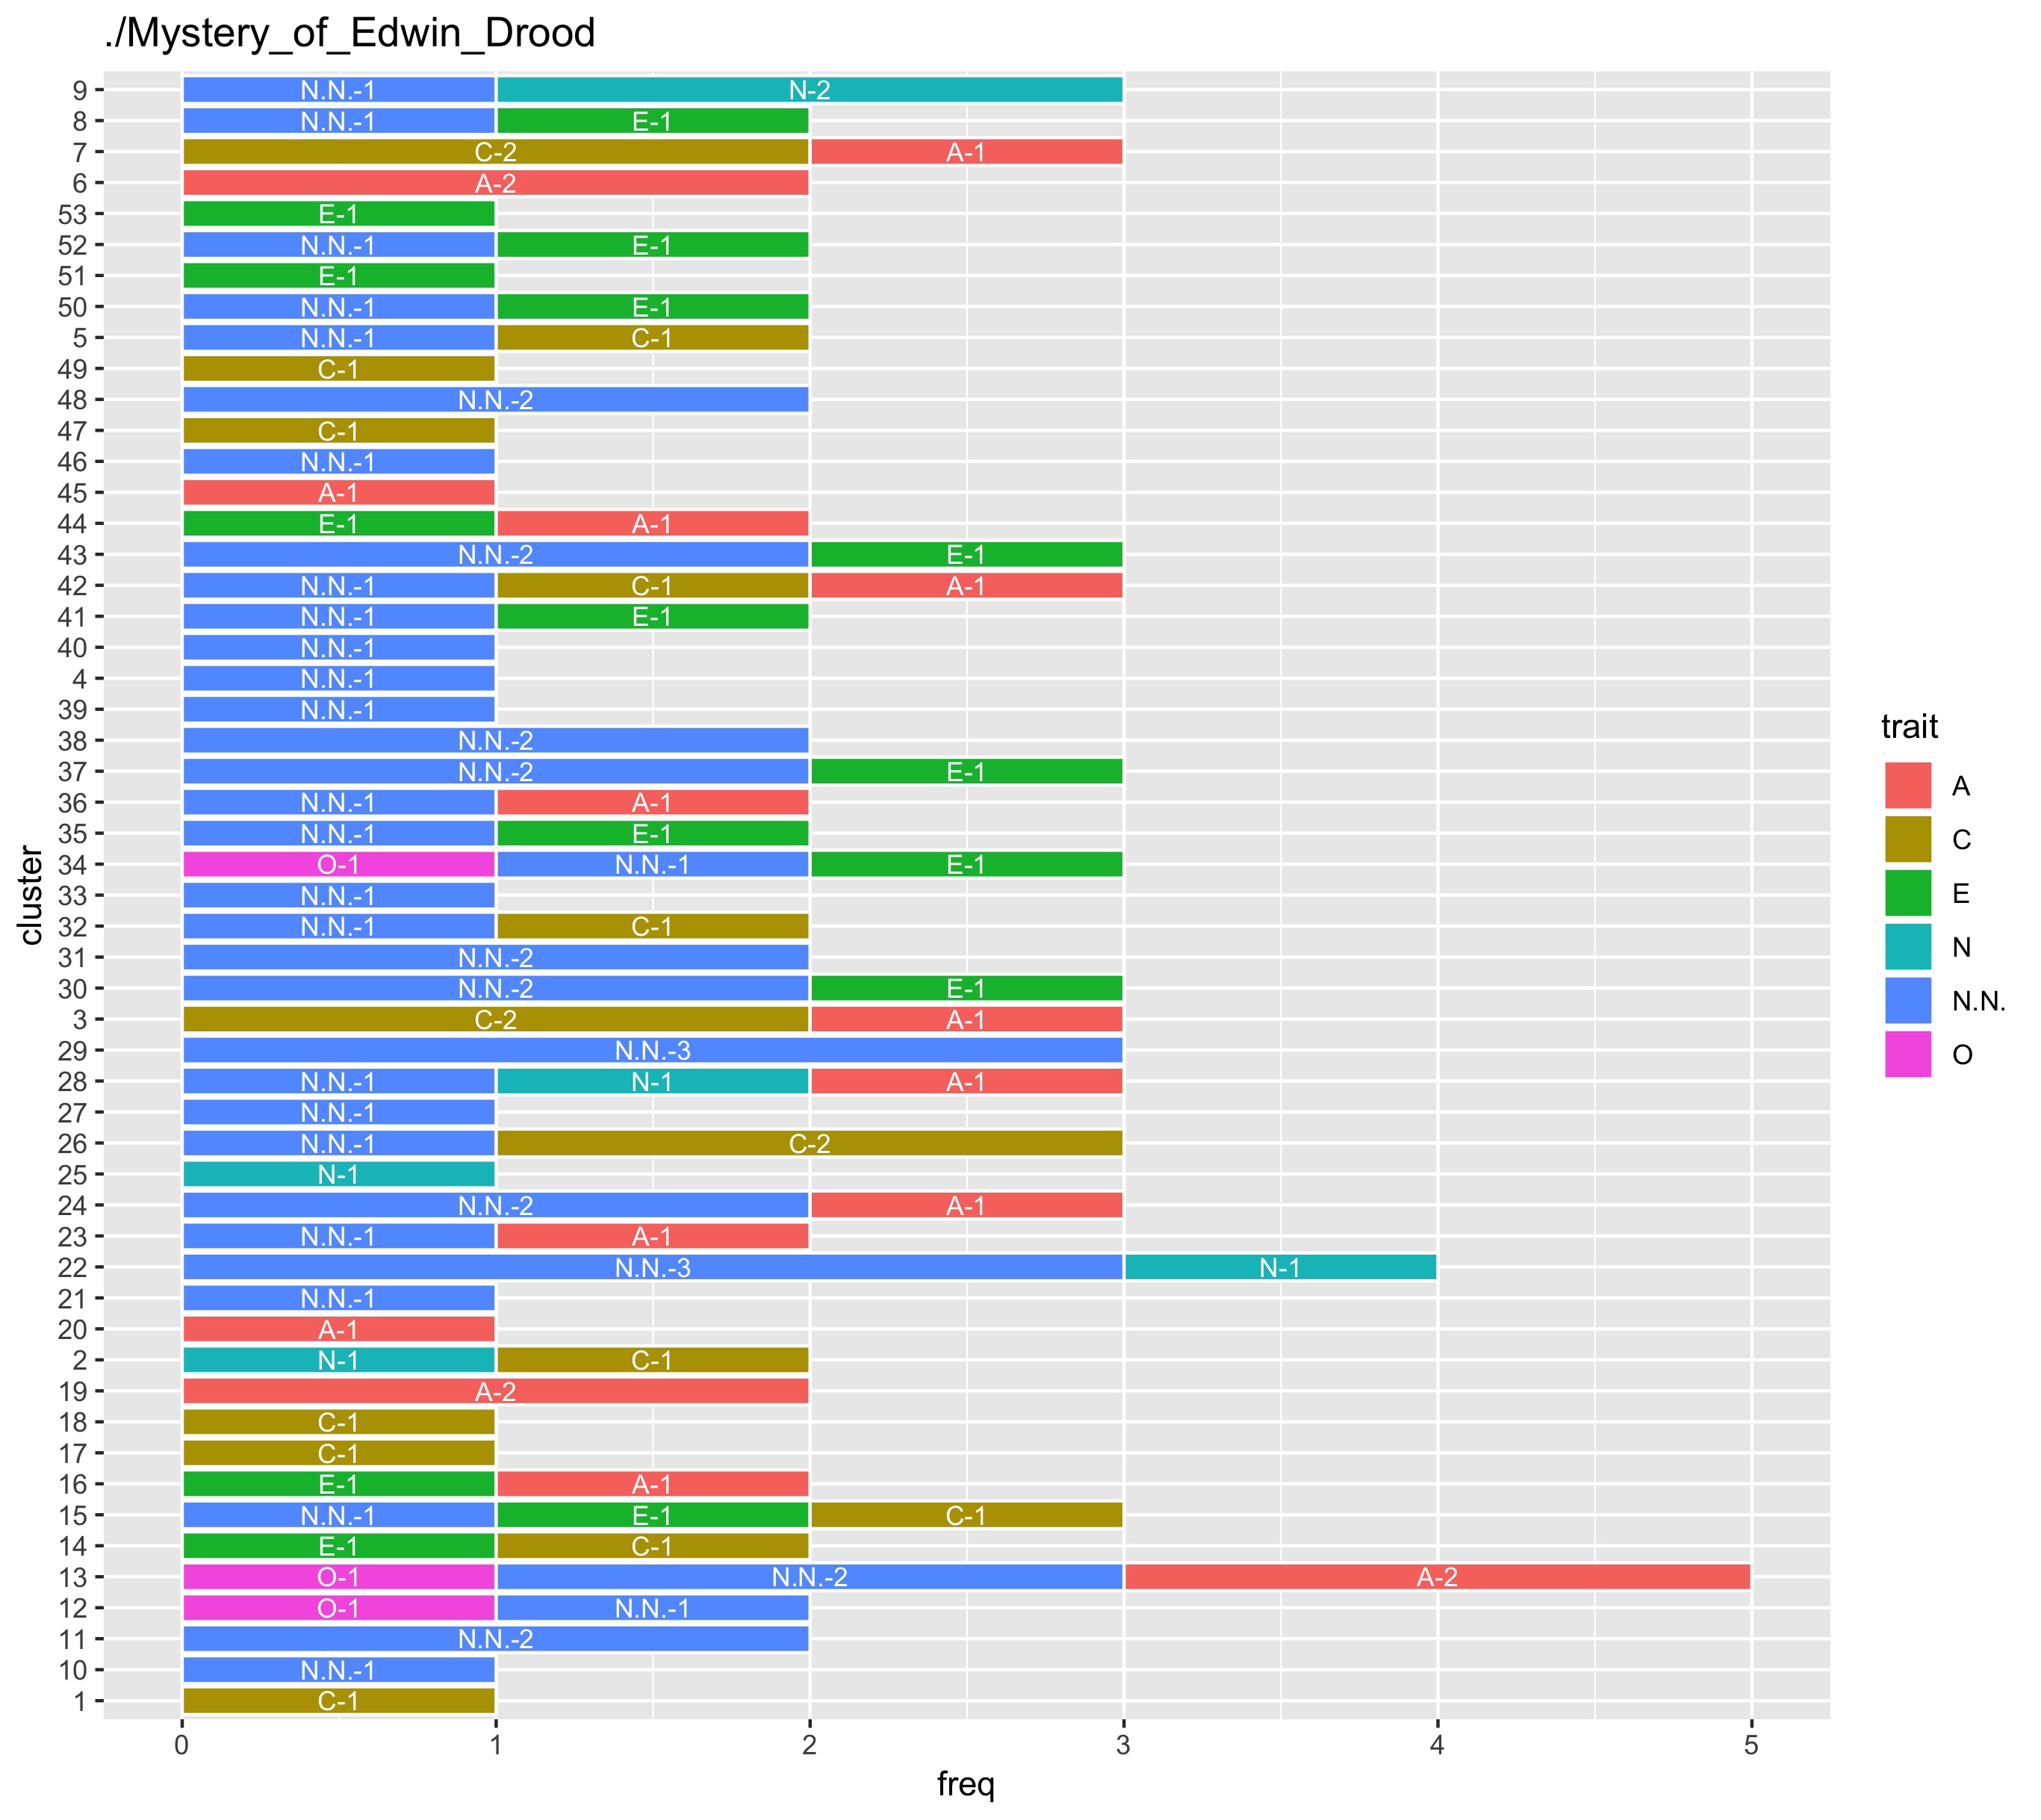 ./Mystery_of_Edwin_Drood
9 N.N.-1 N-2
8 N.N.-1 E-1
7 C-2 A-1
6 A-2
53 E-1
52 N.N.-1 E-1
51 E-1
50 N.N.-1 E-1
5 N.N.-1 C-1
49 C-1
48 N.N.-2
47 C-1
46 N.N.-1
45 A-1
44 E-1 A-1
43 N.N.-2 E-1
42 N.N.-1 C-1 A-1
41 N.N.-1 E-1
40 N.N.-1
4 N.N.-1
39 N.N.-1
38 N.N.-2
37 N.N.-2 E-1
36 N.N.-1 A-1
35 N.N.-1 E-1
34 O-1 N.N.-1 E-1
33 N.N.-1
32 N.N.-1 C-1
31 N.N.-2
30 N.N.-2 E-1
3 C-2 A-1
29 N.N.-3
28 N.N.-1 N-1 A-1
27 N.N.-1
26 N.N.-1 C-2
25 N-1
24 N.N.-2 A-1
23 N.N.-1 A-1
22 N.N.-3 N-1
21 N.N.-1
20 A-1
2 N-1 C-1
19 A-2
18 C-1
17 C-1
16 E-1 A-1
15 N.N.-1 E-1 C-1
14 E-1 C-1
13 O-1 N.N.-2 A-2
12 O-1 N.N.-1
11 N.N.-2
10 N.N.-1
1 C-1
0 1 2 3 4 5
freq
cluster
trait
A
C
E
N
N.N.
O